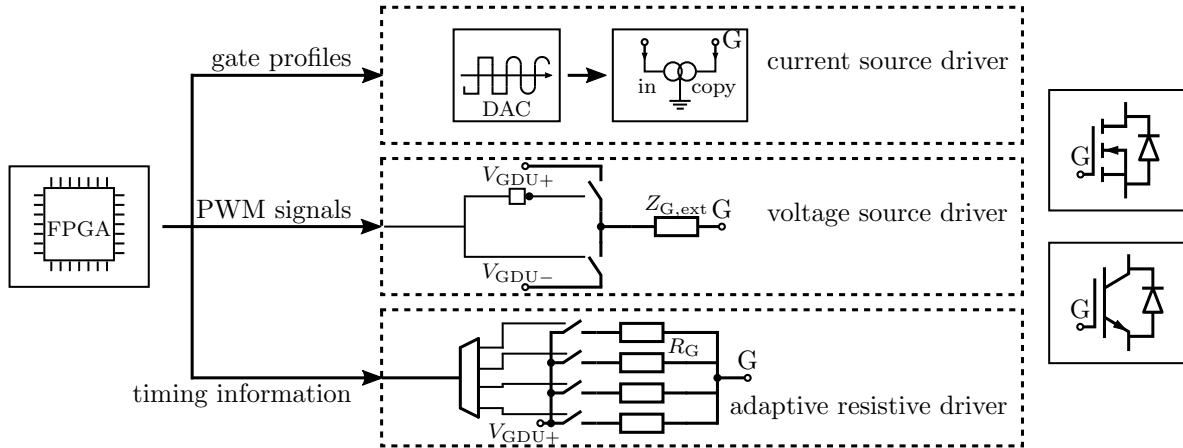 gate profiles
DAC
in
copy
G
current source driver
FPGA
PWM signals
V_GDU+
V_GDU−
Z_G,ext
G
voltage source driver
timing information
V_GDU+
R_G
G
adaptive resistive driver
G
G